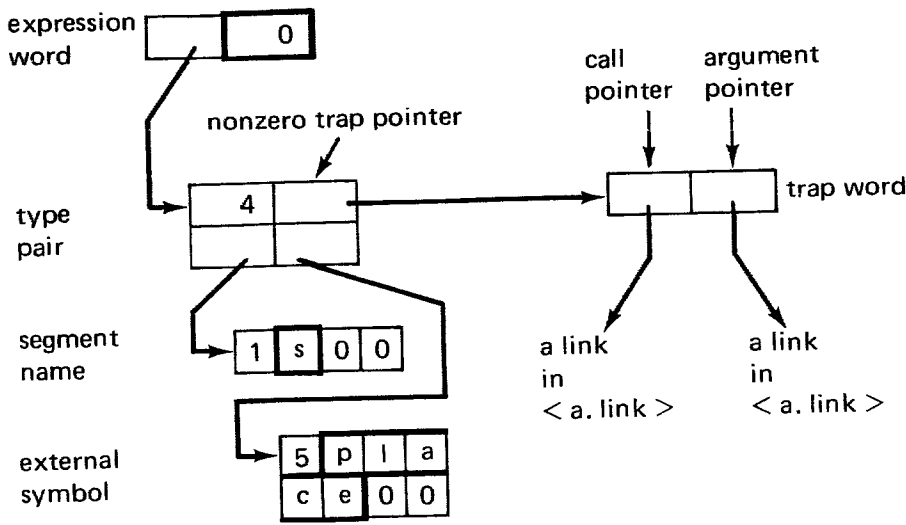 expression
word
0
call
pointer
argument
pointer
nonzero trap pointer
type
pair
4
trap word
segment
name
1 s 0 0
a link
in
< a. link >
a link
in
< a. link >
external
symbol
5 p l a
c e 0 0